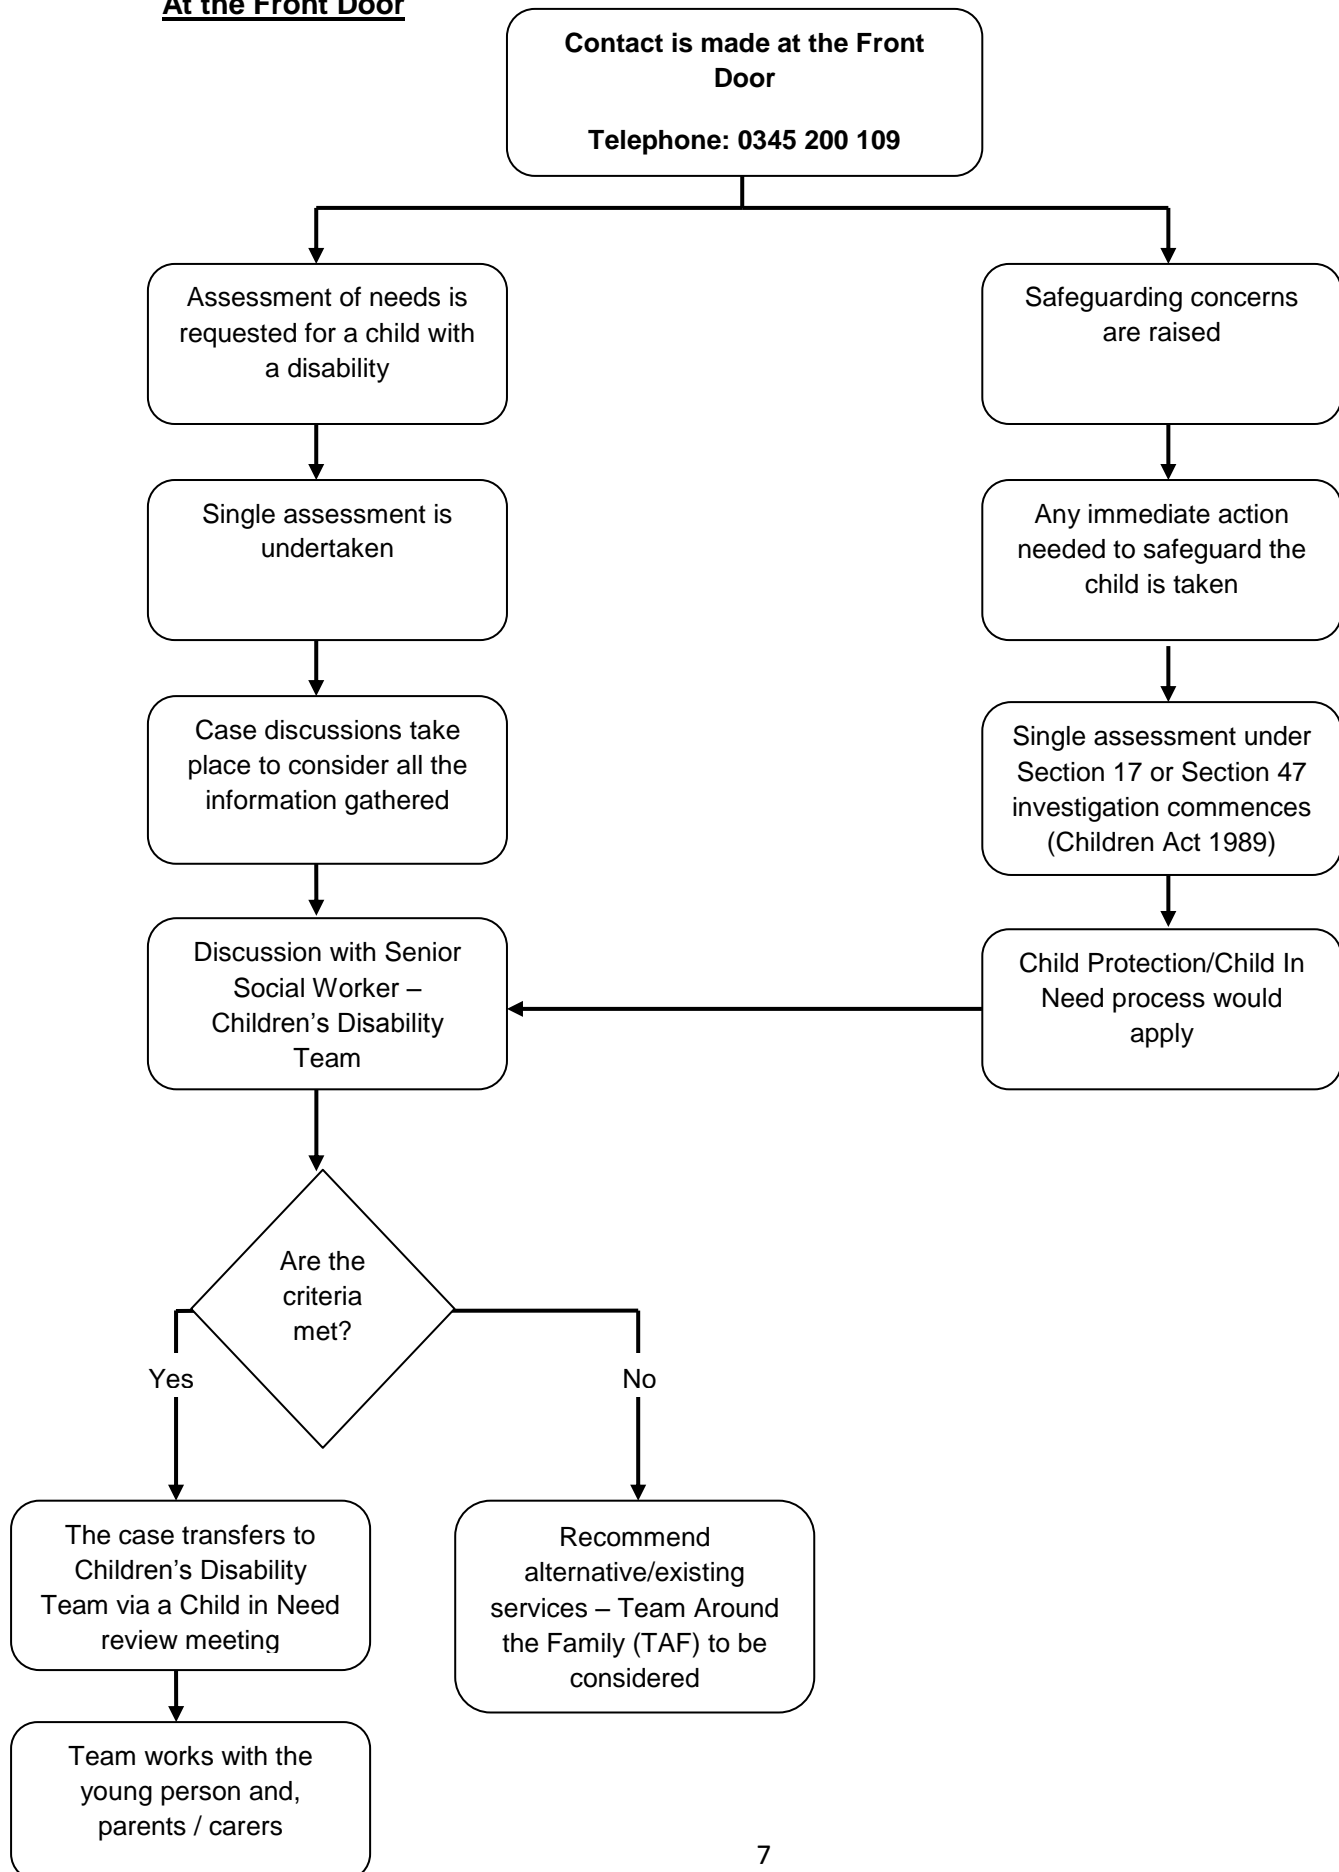 At the Front Door
Contact is made at the Front
Door
Telephone: 0345 200 109
Assessment of needs is
requested for a child with
a disability
Safeguarding concerns
are raised
Single assessment is
undertaken
Any immediate action
needed to safeguard the
child is taken
Case discussions take
place to consider all the
information gathered
Single assessment under
Section 17 or Section 47
investigation commences
(Children Act 1989)
Discussion with Senior
Social Worker –
Children’s Disability
Team
Child Protection/Child In
Need process would
apply
Are the
criteria
met?
Yes
No
The case transfers to
Children’s Disability
Team via a Child in Need
review meeting
Recommend
alternative/existing
services – Team Around
the Family (TAF) to be
considered
Team works with the
young person and,
parents / carers
7